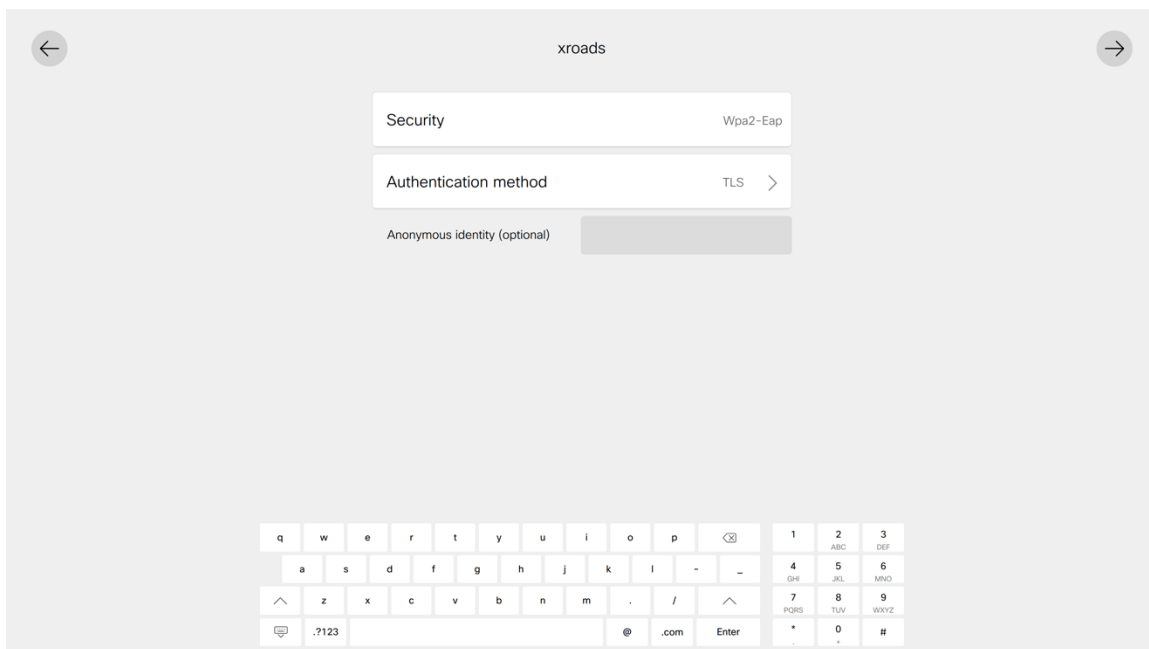 xroads
Security Wpa2-Eap
Authentication method TLS
Anonymous identity (optional)
q w e r t y u i o p 1 2 3
ABC DEF
a s d f g h j k l - _ 4 5 6
GHI JKL MNO
z x c v b n m . / 7 8 9
PQRS TUV WXYZ
.?123 @ .com Enter * 0 #